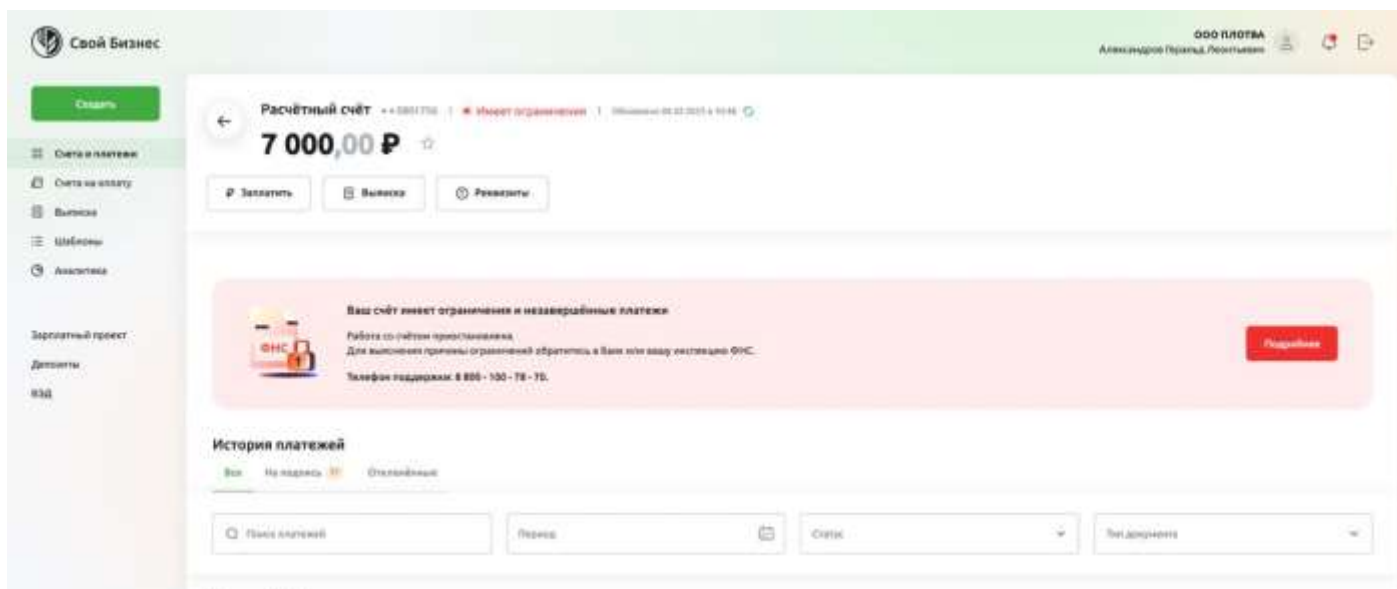 Свой Бизнес
ООО ПЛОТВА
Александров Леонтьевич
Создать
Счета и платежи
Счета на оплату
Выписка
Шаблоны
Аналитика
Зарплатный проект
Депозиты
ВЭД
Расчётный счёт
Имеет ограничения
7 000,00 ₽
₽ Заплатить
Выписка
Реквизиты
Ваш счёт имеет ограничения и незавершённые платежи
Работа со счётом приостановлена.
Для выяснения причины ограничений обратитесь в банк или вашу инспекцию ФНС.
Телефон поддержки: 8 800 - 100 - 78 - 70.
ФНС
Подробнее
История платежей
Все
На подпись
Отклонённые
Поиск платежей
Период
Статус
Тип документа